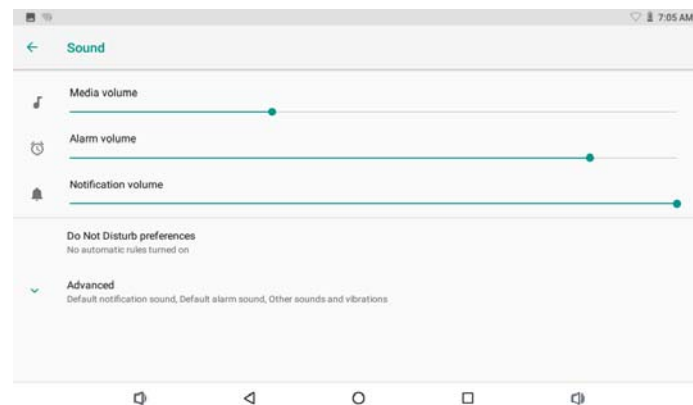 7:05 AM
Sound
Media volume
Alarm volume
Notification volume
Do Not Disturb preferences
No automatic rules turned on
Advanced
Default notification sound, Default alarm sound, Other sounds and vibrations